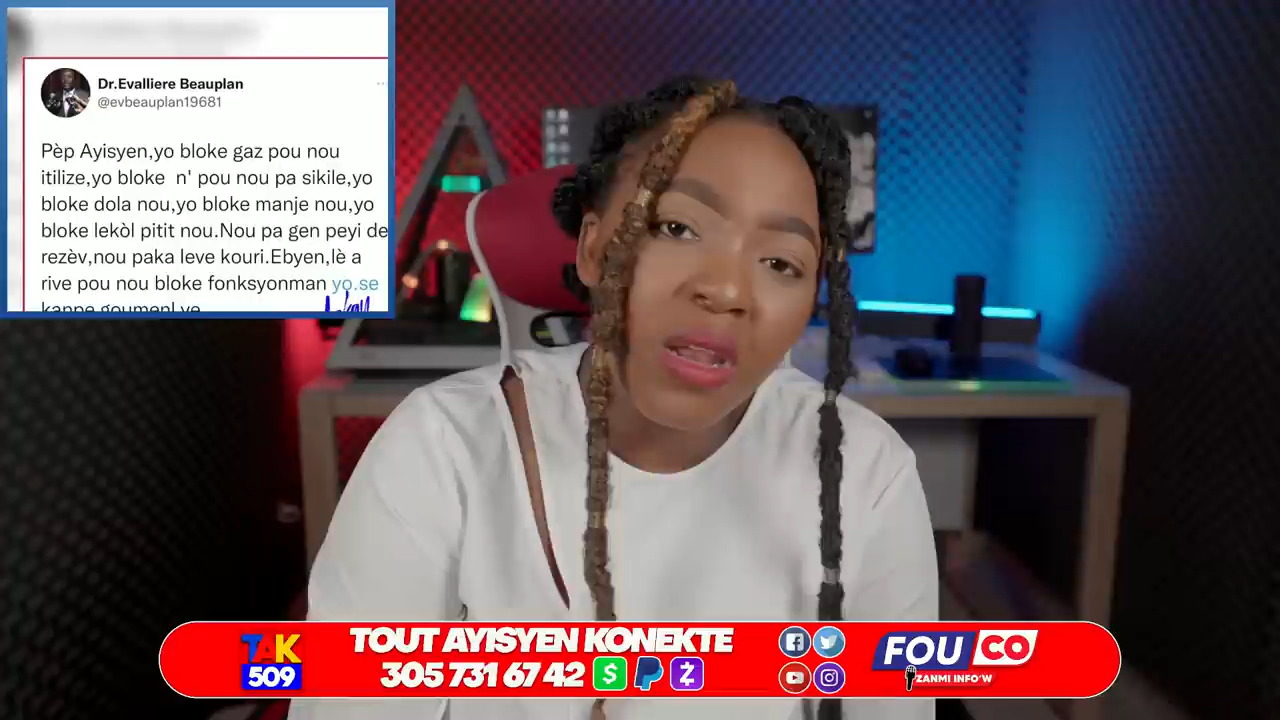 Dr.Evalliere Beauplan
@evbeauplan19681
Pèp Ayisyen,yo bloke gaz pou nou
itilize,yo bloke n' pou nou pa sikile,yo
bloke dola nou,yo bloke manje nou,yo
bloke lekòl pitit nou.Nou pa gen peyi de
rezèv,nou paka leve kouri.Ebyen,lè a
rive pou nou bloke fonksyonman yo.se
TAK
509
TOUT AYISYEN KONEKTE
305 731 67 42
FOUCO
ZANMI INFO'W